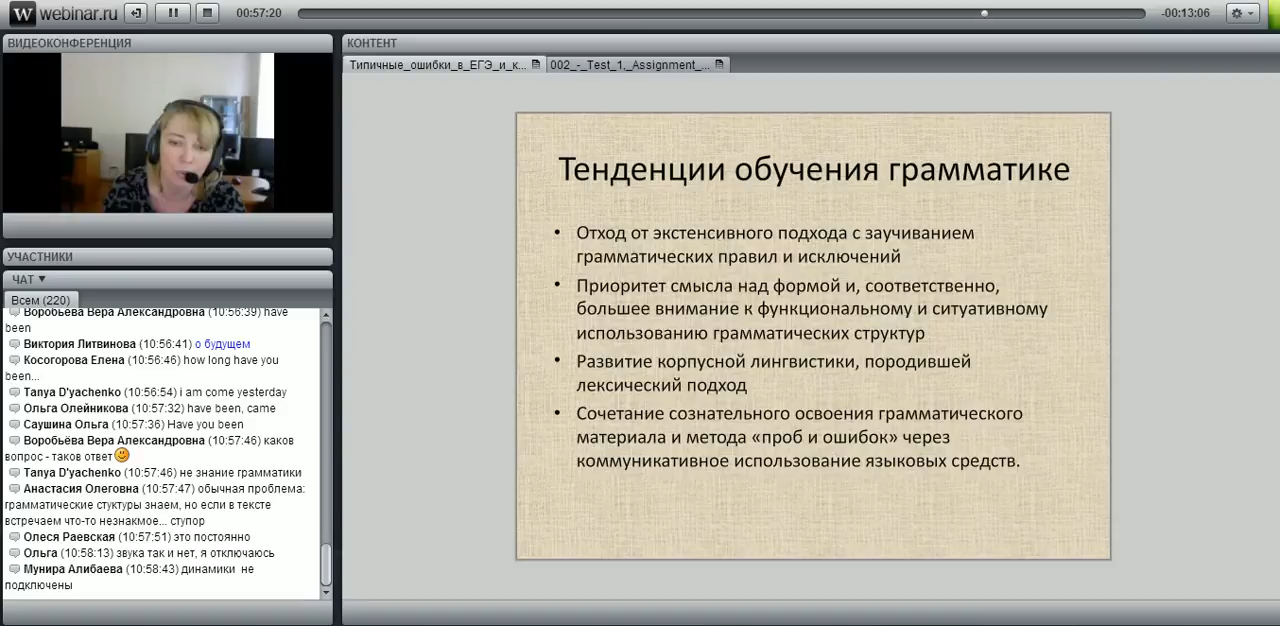 W webinar.ru
00:57:20
-00:13:06
ВИДЕОКОНФЕРЕНЦИЯ
УЧАСТНИКИ
ЧАТ
Всем (220)
Воробьёва Вера Александровна (10:56:39) have
been
Виктория Литвинова (10:56:41) о будущем
Косогорова Елена (10:56:46) how long have you
been...
Tanya D'yachenko (10:56:54) i am come yesterday
Ольга Олейникова (10:57:32) have been, came
Саушина Ольга (10:57:36) Have you been
Воробьёва Вера Александровна (10:57:46) каков
вопрос - таков ответ
Tanya D'yachenko (10:57:46) не знание грамматики
Анастасия Олеговна (10:57:47) обычная проблема:
грамматические стуктуры знаем, но если в тексте
встречаем что-то незнакмое... ступор
Олеся Раевская (10:57:51) это постоянно
Ольга (10:58:13) звука так и нет, я отключаюсь
Мунира Алибаева (10:58:43) динамики не
подключены
КОНТЕНТ
Типичные_ошибки_в_ЕГЭ_и_к...
002_-_Test_1,_Assignment_...
Тенденции обучения грамматике
• Отход от экстенсивного подхода с заучиванием
грамматических правил и исключений
• Приоритет смысла над формой и, соответственно,
большее внимание к функциональному и ситуативному
использованию грамматических структур
• Развитие корпусной лингвистики, породившей
лексический подход
• Сочетание сознательного освоения грамматического
материала и метода «проб и ошибок» через
коммуникативное использование языковых средств.